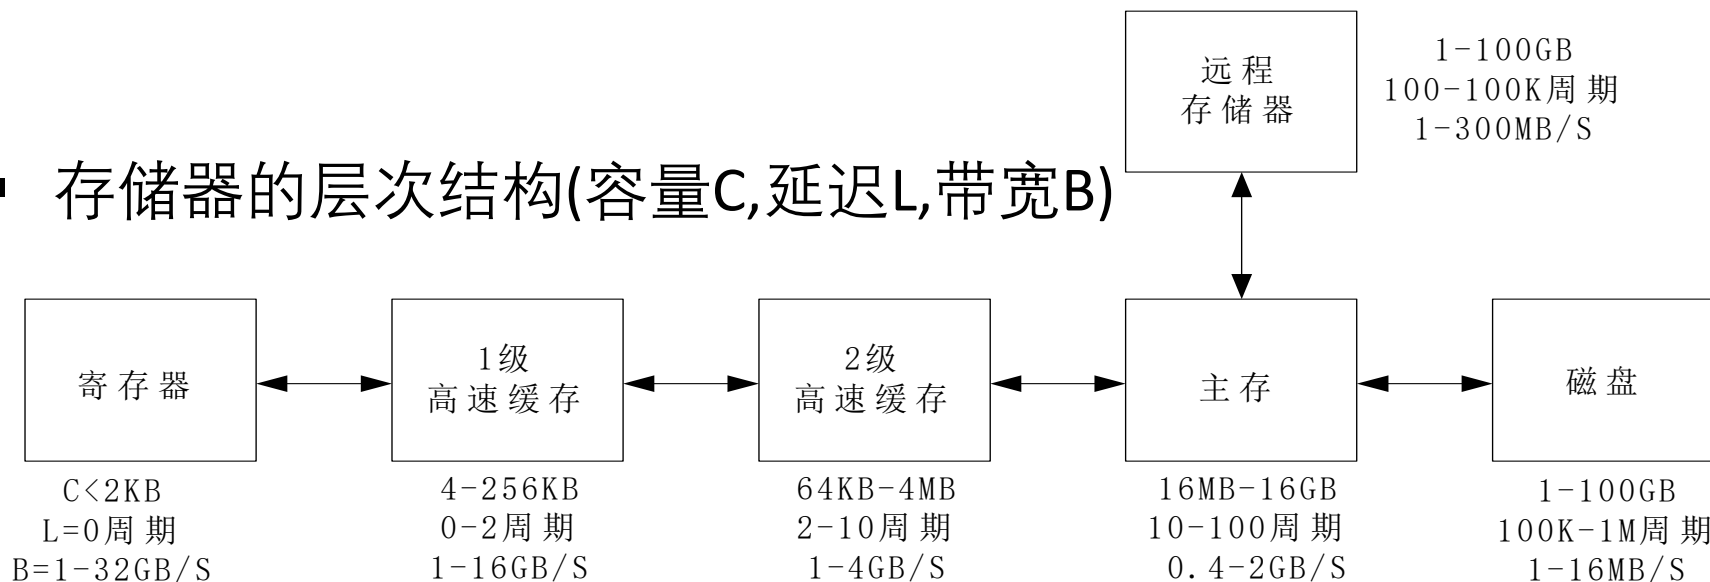 远程
存储器
1-100GB
100-100K周期
1-300MB/S
存储器的层次结构(容量C,延迟L,带宽B)
寄存器
C<2KB
L=0周期
B=1-32GB/S
1级
高速缓存
4-256KB
0-2周期
1-16GB/S
2级
高速缓存
64KB-4MB
2-10周期
1-4GB/S
主存
16MB-16GB
10-100周期
0.4-2GB/S
磁盘
1-100GB
100K-1M周期
1-16MB/S